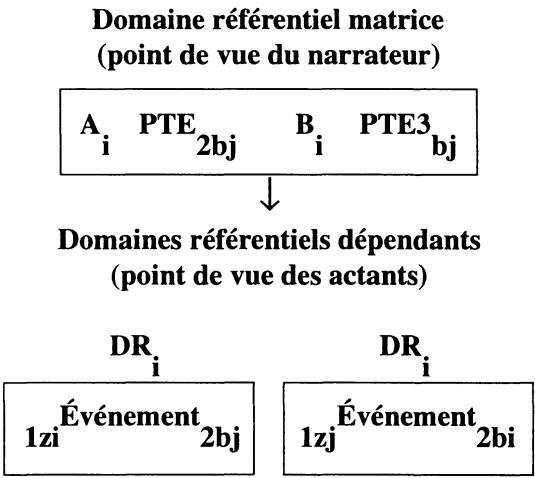 Domaine référentiel matrice
(point de vue du narrateur)
A i PTE 2bj B i PTE3 bj
Domaines référentiels dépendants
(point de vue des actants)
DR i DR i
1zi Événement 2bj 1zj Événement 2bi